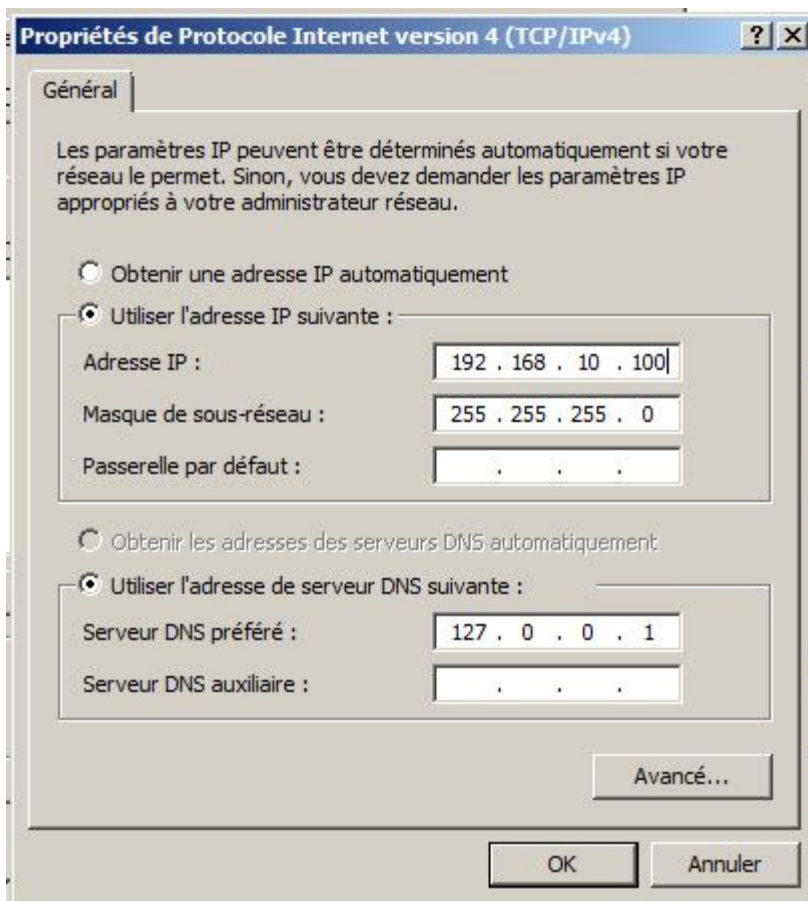 Propriétés de Protocole Internet version 4 (TCP/IPv4)
Général
Les paramètres IP peuvent être déterminés automatiquement si votre
réseau le permet. Sinon, vous devez demander les paramètres IP
appropriés à votre administrateur réseau.
Obtenir une adresse IP automatiquement
Utiliser l'adresse IP suivante :
Adresse IP : 192 . 168 . 10 . 100
Masque de sous-réseau : 255 . 255 . 255 . 0
Passerelle par défaut : . . .
Obtenir les adresses des serveurs DNS automatiquement
Utiliser l'adresse de serveur DNS suivante :
Serveur DNS préféré : 127 . 0 . 0 . 1
Serveur DNS auxiliaire : . . .
Avancé...
OK Annuler